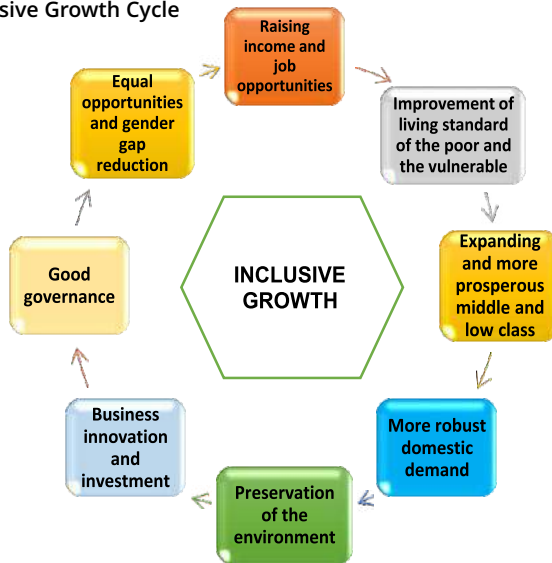 sive Growth Cycle
Raising
income and
job
opportunities
Improvement of
living standard
of the poor and
the vulnerable
Expanding
and more
prosperous
middle and
low class
More robust
domestic
demand
Preservation
of the
environment
Business
innovation
and
investment
Good
governance
Equal
opportunities
and gender
gap
reduction
INCLUSIVE
GROWTH